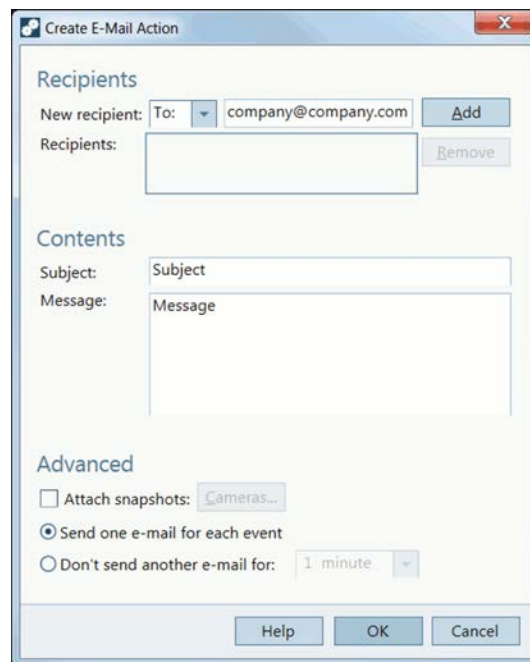 Create E-Mail Action
Recipients
New recipient: To: company@company.com Add
Recipients: Remove
Contents
Subject: Subject
Message: Message
Advanced
Attach snapshots: Cameras...
Send one e-mail for each event
Don't send another e-mail for: 1 minute
Help OK Cancel